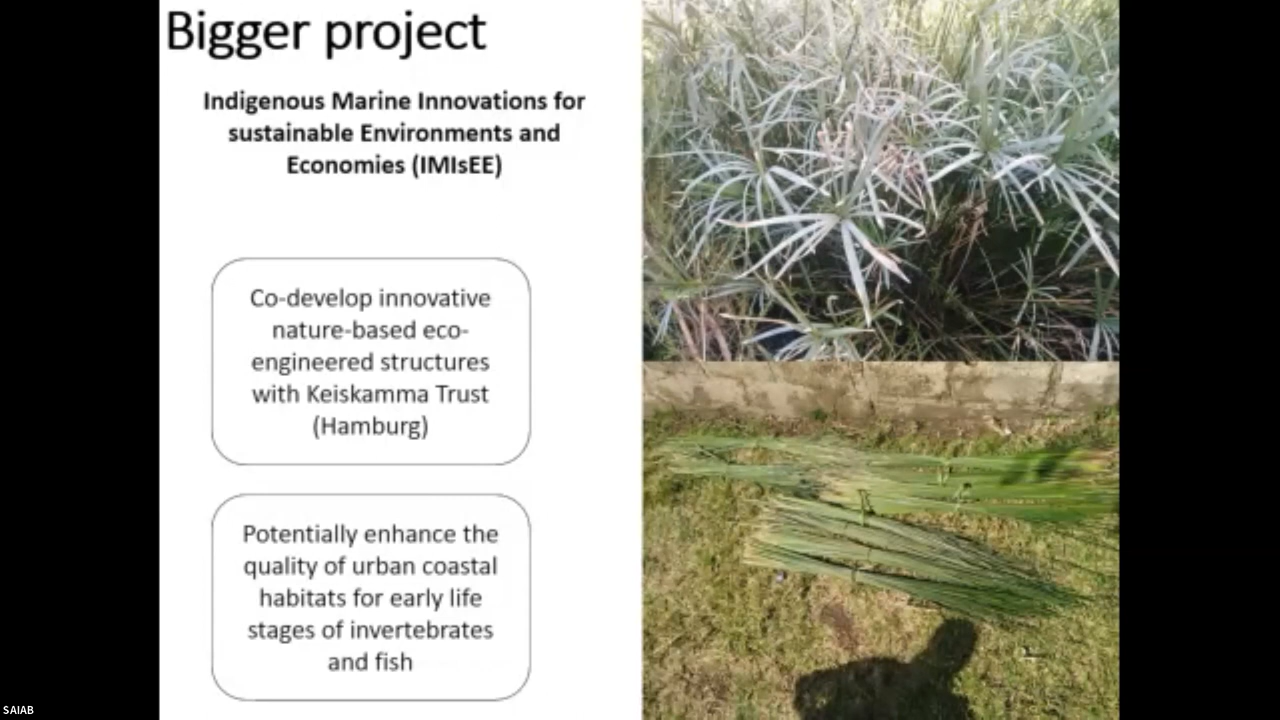 Bigger project
Indigenous Marine Innovations for
sustainable Environments and
Economies (IMIsEE)
Co-develop innovative
nature-based eco-
engineered structures
with Keiskamma Trust
(Hamburg)
Potentially enhance the
quality of urban coastal
habitats for early life
stages of invertebrates
and fish
SAIAB